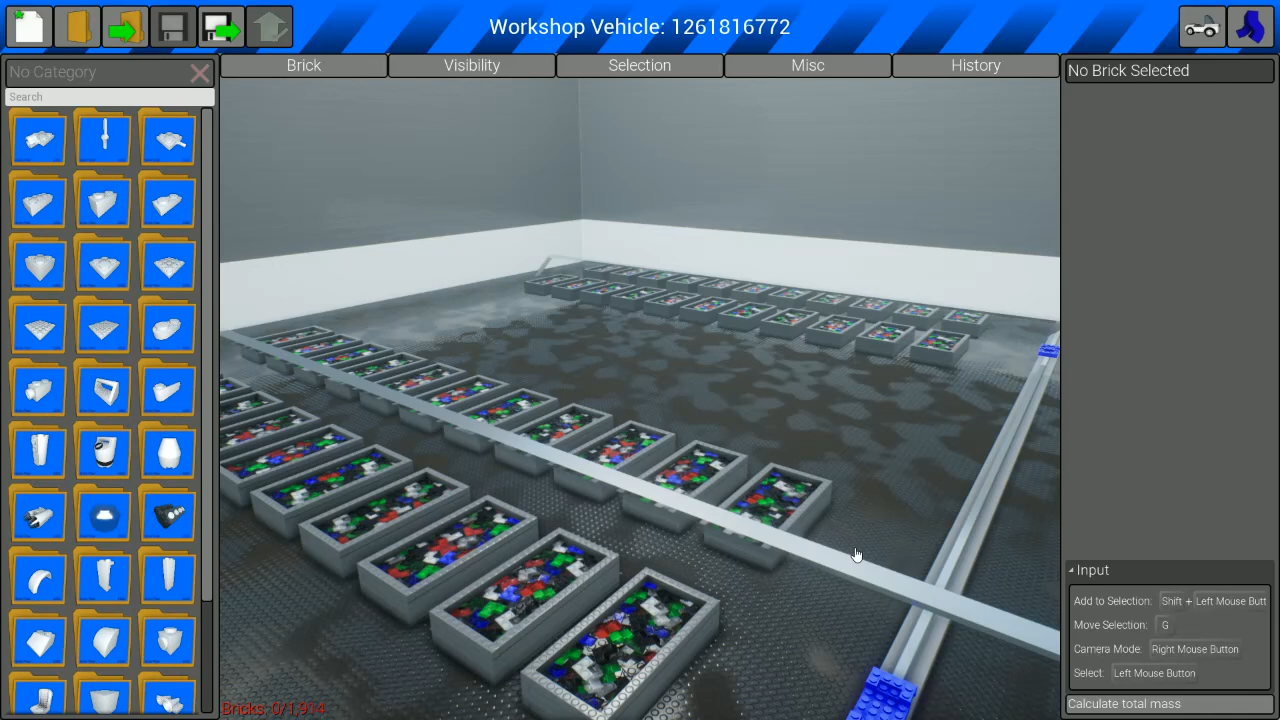 Workshop Vehicle: 1261816772
No Category
Search
Brick
Visibility
Selection
Misc
History
No Brick Selected
Input
Add to Selection: Shift + Left Mouse Butt
Move Selection: G
Camera Mode: Right Mouse Button
Select: Left Mouse Button
Calculate total mass
Bricks: 0/1,914